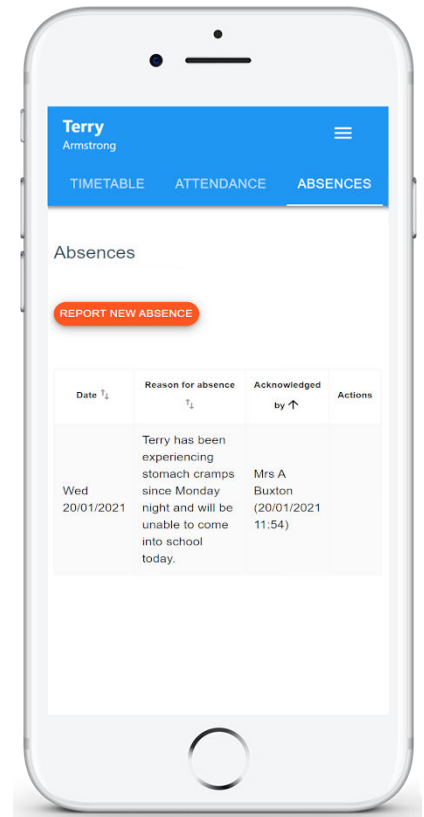 Terry
Armstrong
TIMETABLE ATTENDANCE ABSENCES
Absences
REPORT NEW ABSENCE
Date Reason for absence Acknowledged by Actions
Wed
20/01/2021
Terry has been
experiencing
stomach cramps
since Monday
night and will be
unable to come
into school
today.
Mrs A
Buxton
(20/01/2021
11:54)